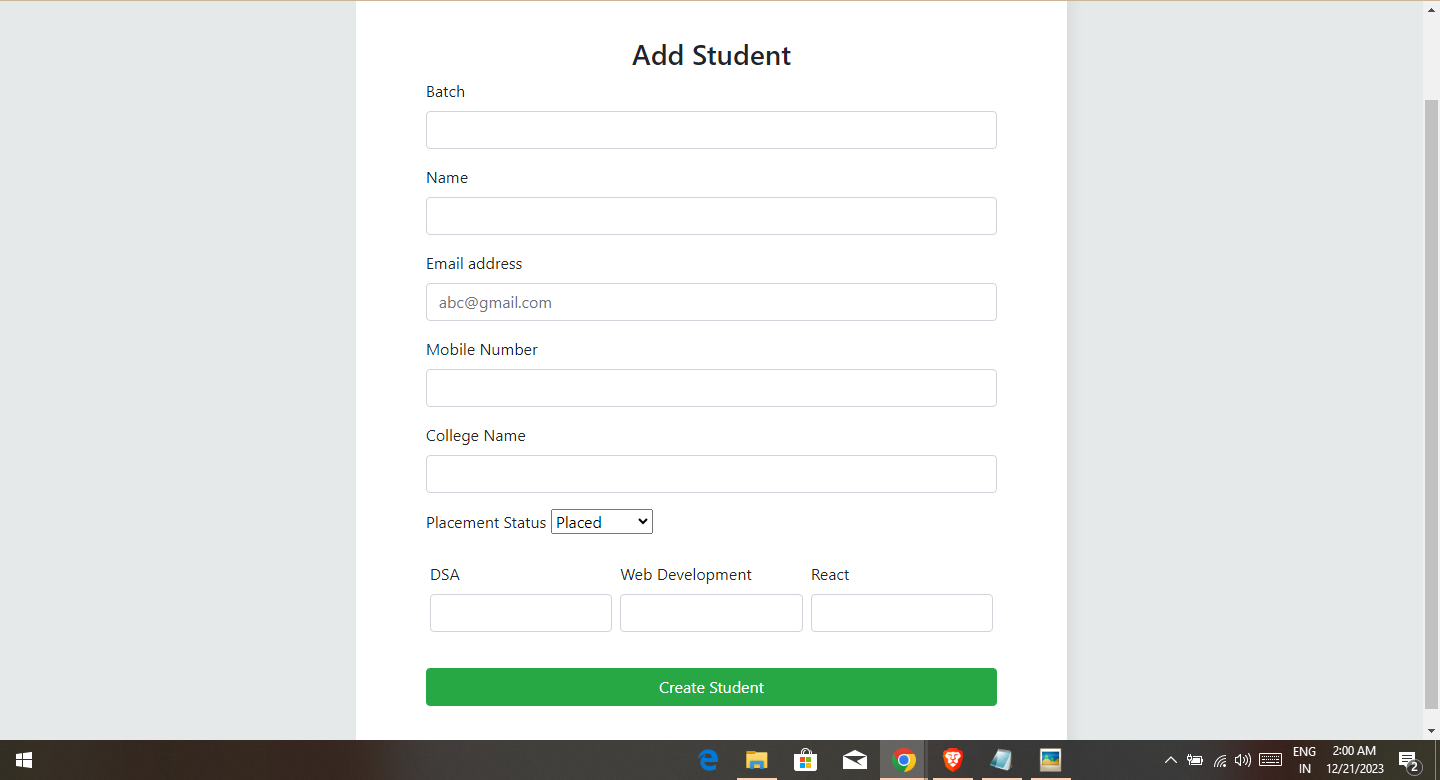 Add Student
Batch
Name
Email address
abc@gmail.com
Mobile Number
College Name
Placement Status Placed
DSA Web Development React
Create Student
ENG 2:00 AM
IN 12/21/2023 2